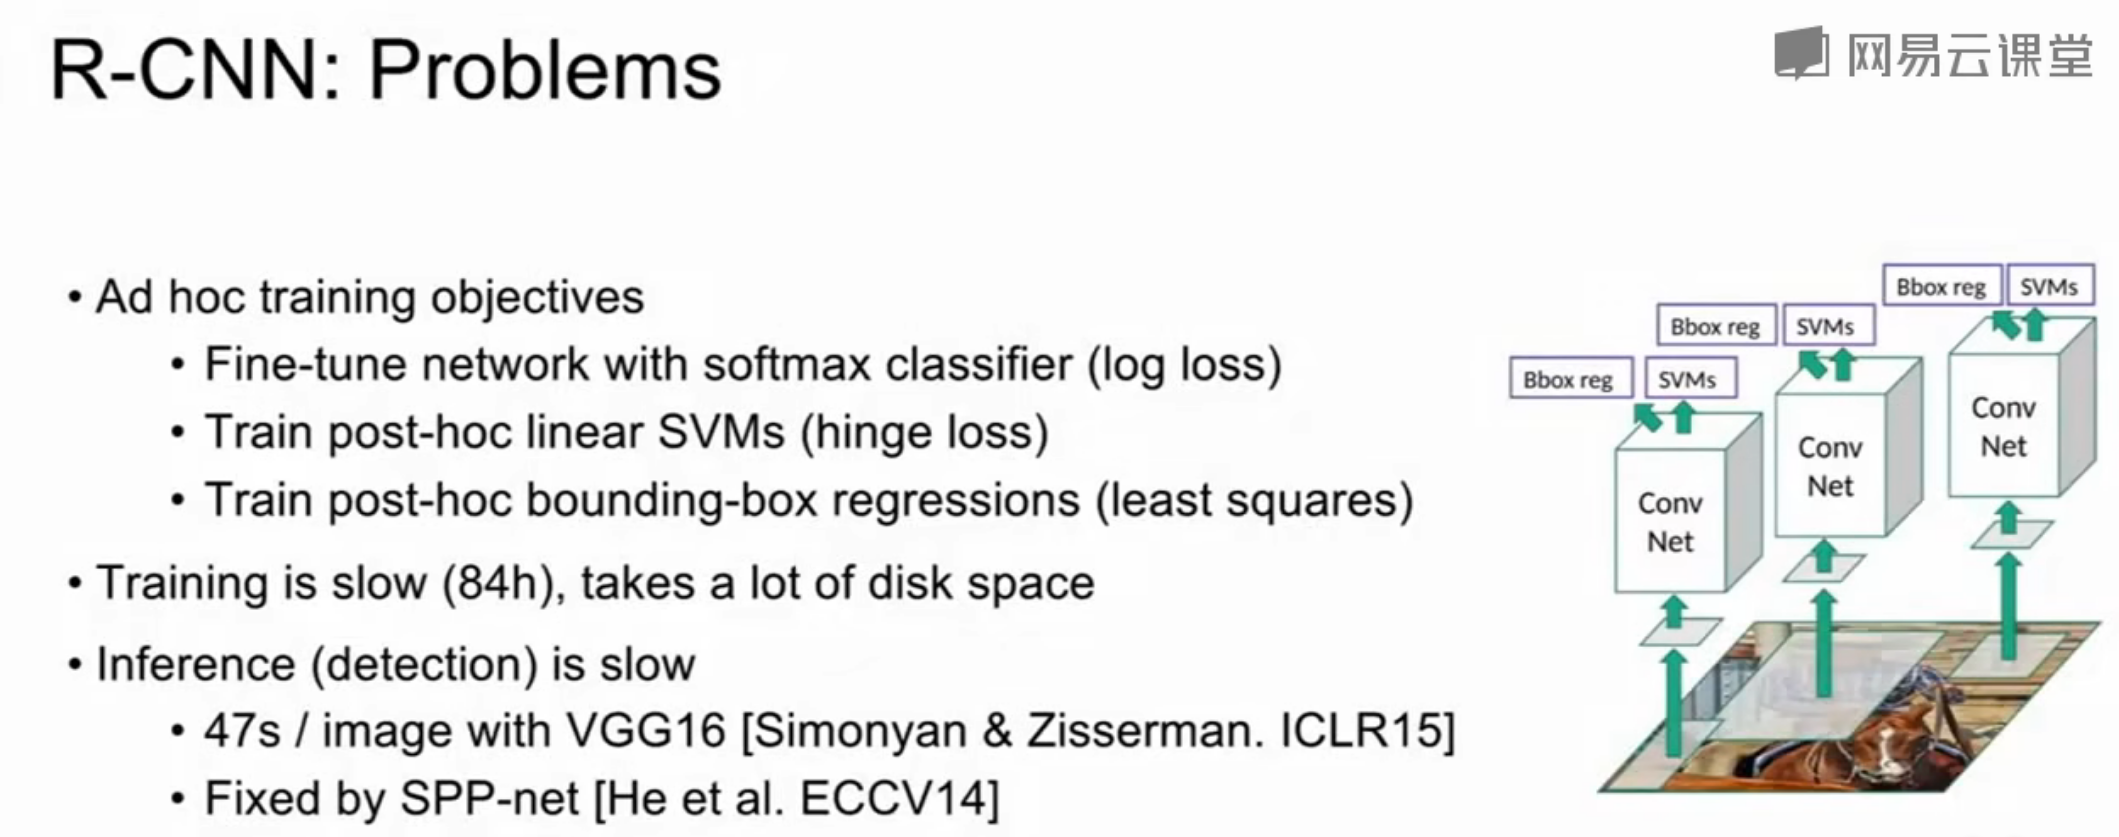 R-CNN: Problems
网易云课堂
• Ad hoc training objectives
• Fine-tune network with softmax classifier (log loss)
• Train post-hoc linear SVMs (hinge loss)
• Train post-hoc bounding-box regressions (least squares)
• Training is slow (84h), takes a lot of disk space
• Inference (detection) is slow
• 47s / image with VGG16 [Simonyan & Zisserman. ICLR15]
• Fixed by SPP-net [He et al. ECCV14]
Bbox reg SVMs
Conv
Net
Bbox reg SVMs
Conv
Net
Bbox reg SVMs
Conv
Net